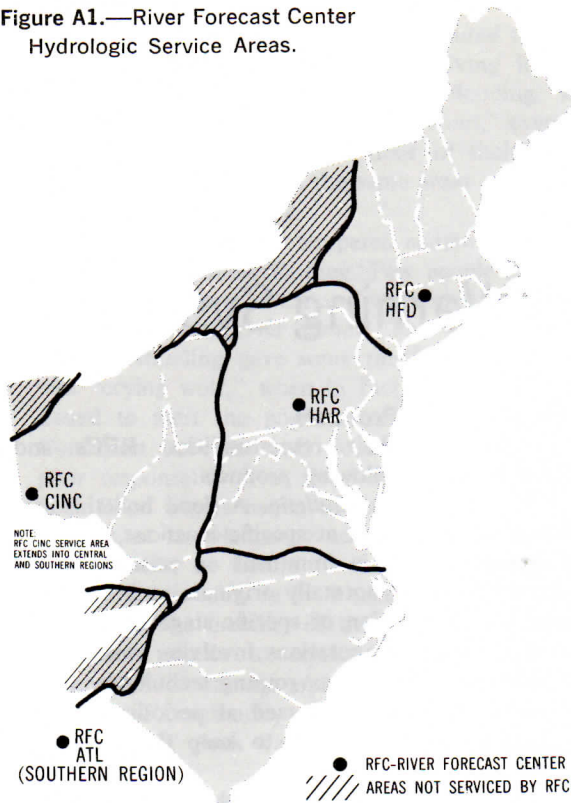 Figure A1.—River Forecast Center
Hydrologic Service Areas.
RFC
HFD
RFC
HAR
RFC
CINC
NOTE:
RFC CINC SERVICE AREA
EXTENDS INTO CENTRAL
AND SOUTHERN REGIONS
RFC
ATL
(SOUTHERN REGION)
RFC-RIVER FORECAST CENTER
AREAS NOT SERVICED BY RFC